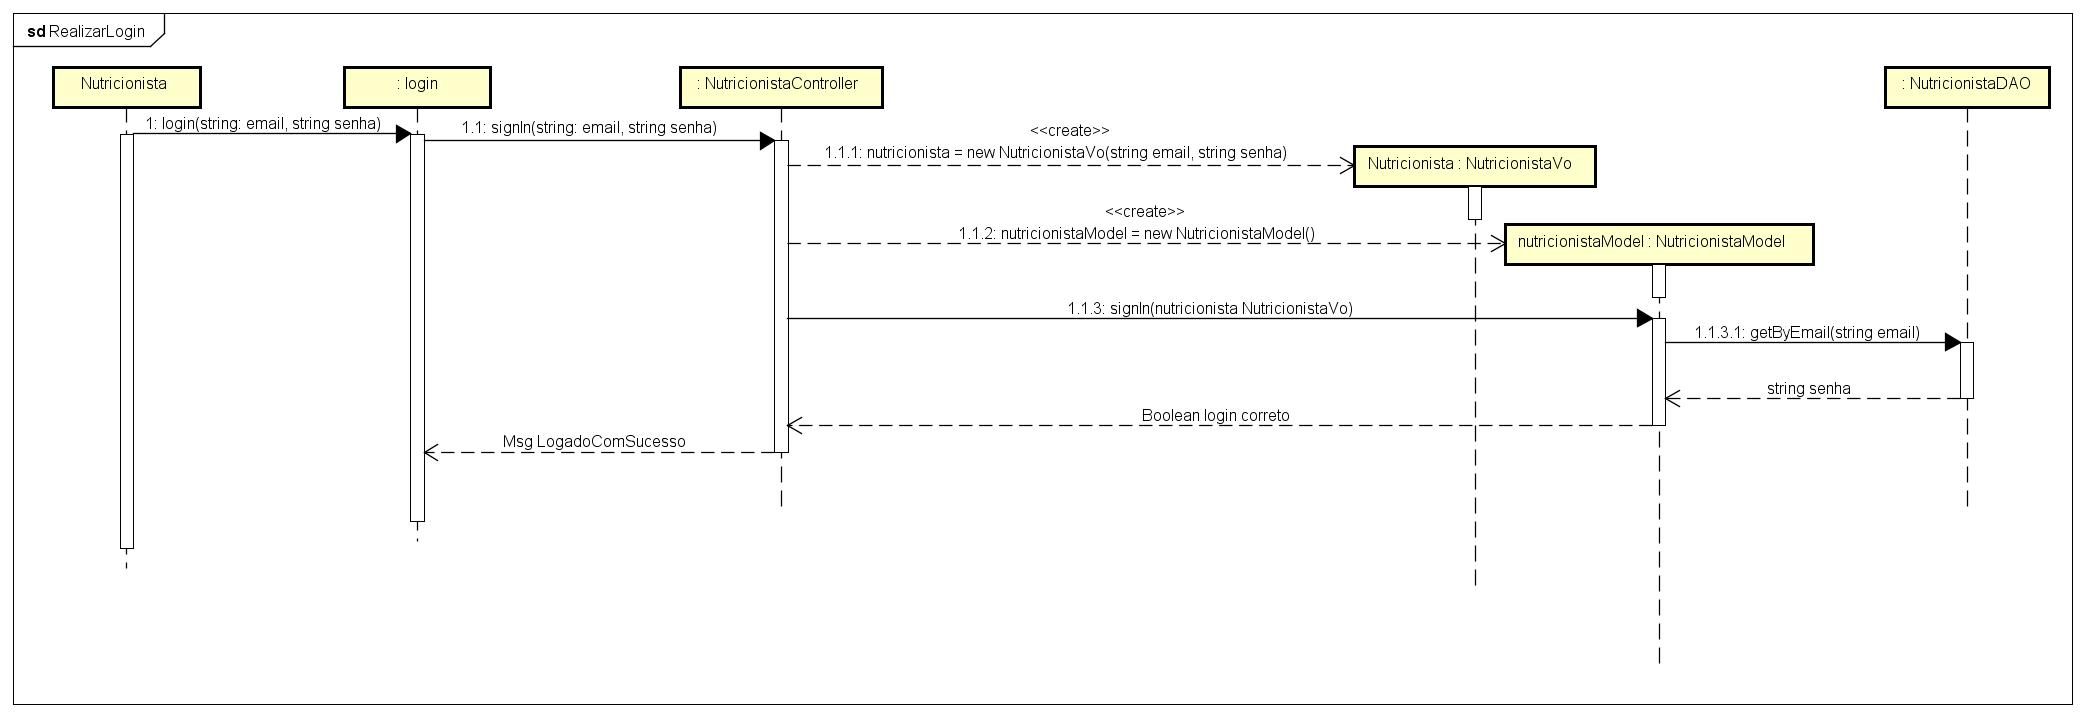 sd RealizarLogin
Nutricionista
: login
: NutricionistaController
: NutricionistaDAO
1: login(string: email, string senha)
1.1: signIn(string: email, string senha)
<<create>>
1.1.1: nutricionista = new NutricionistaVo(string email, string senha)
Nutricionista : NutricionistaVo
<<create>>
1.1.2: nutricionistaModel = new NutricionistaModel()
nutricionistaModel : NutricionistaModel
1.1.3: signIn(nutricionista NutricionistaVo)
1.1.3.1: getByEmail(string email)
string senha
Boolean login correto
Msg LogadoComSucesso